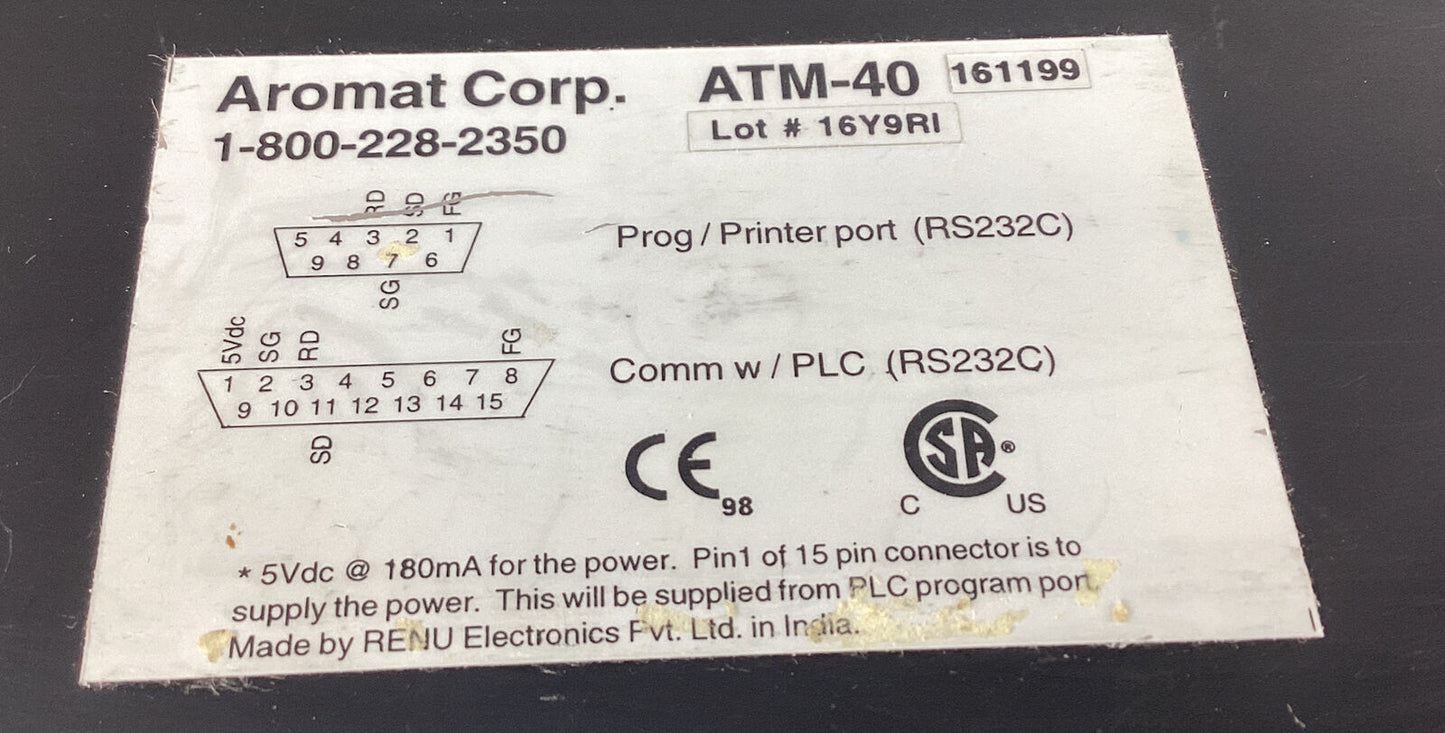 Aromat Corp. ATM-40 161199
1-800-228-2350 Lot # 16Y9RI
RD SD FG
5 4 3 2 1 Prog / Printer port (RS232C)
9 8 7 6
SG
5Vdc SG RD FG
1 2 3 4 5 6 7 8 Comm w / PLC (RS232C)
9 10 11 12 13 14 15
SD
CE 98 CSA ®
C US
* 5Vdc @ 180mA for the power. Pin1 of 15 pin connector is to
supply the power. This will be supplied from PLC program port.
Made by RENU Electronics Pvt. Ltd. in India.